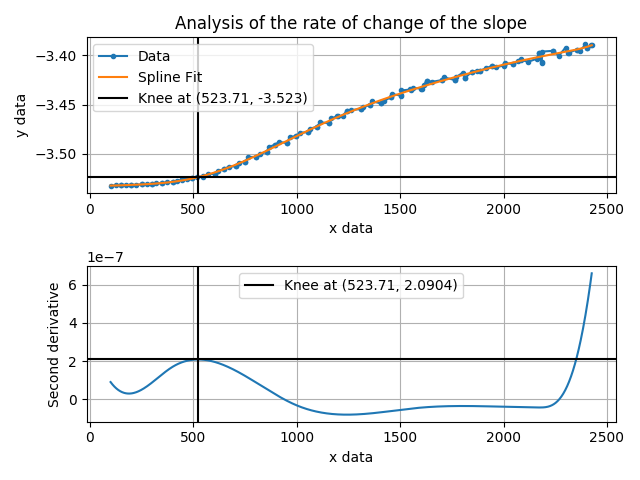 Analysis of the rate of change of the slope
y data
−3.40
−3.45
−3.50
Data
Spline Fit
Knee at (523.71, -3.523)
0
500
1000
1500
2000
2500
x data
1e−7
Second derivative
6
4
2
0
Knee at (523.71, 2.0904)
0
500
1000
1500
2000
2500
x data